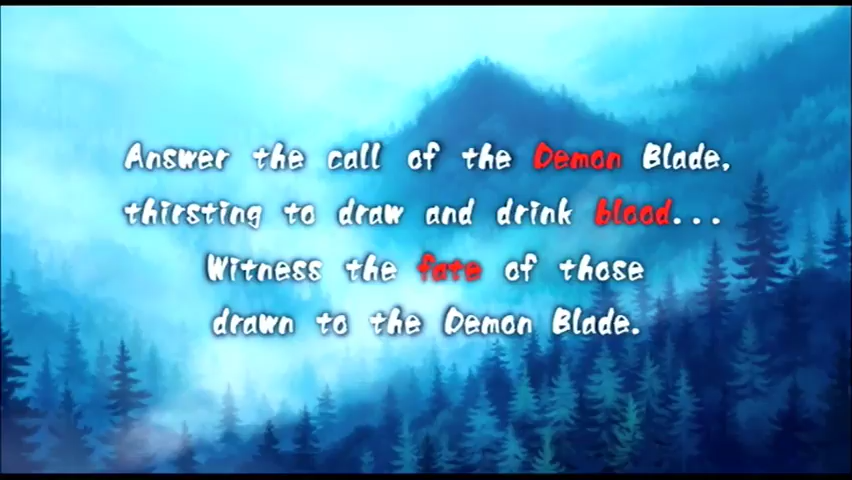 Answer the call of the Demon Blade,
thirsting to draw and drink blood...
Witness the fate of those
drawn to the Demon Blade.